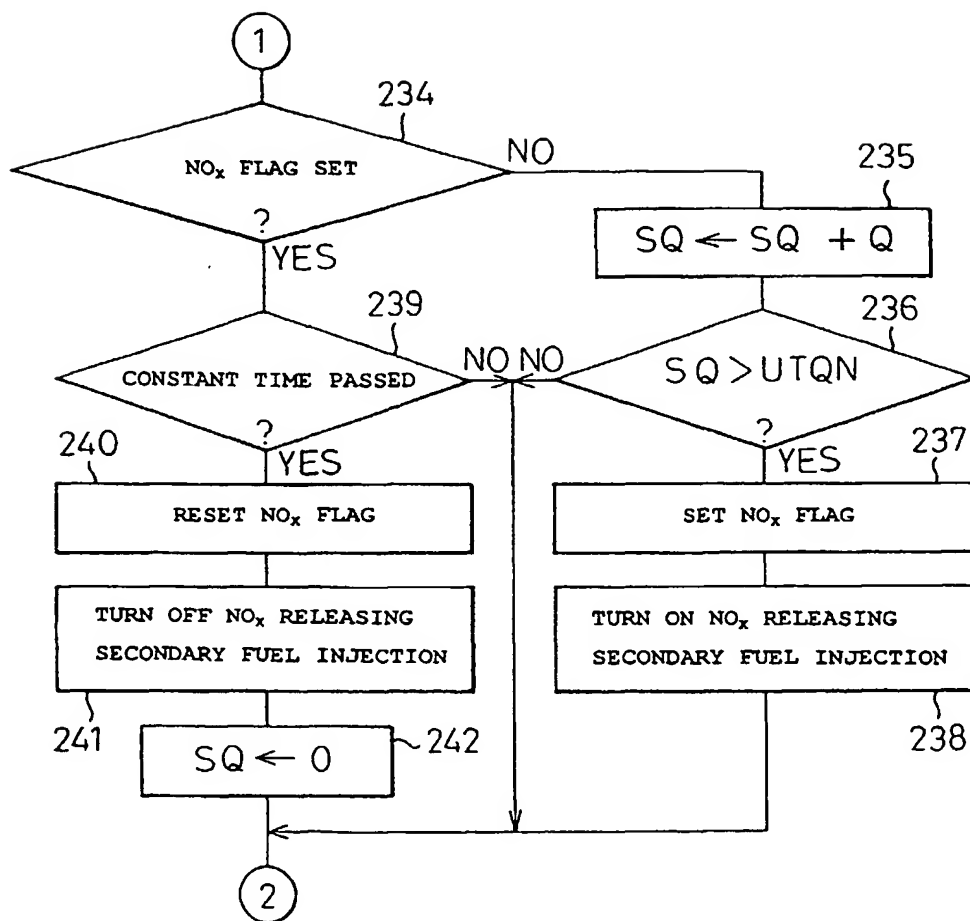 1
234
NOx FLAG SET
?
NO
YES
235
SQ ← SQ + Q
239
CONSTANT TIME PASSED
?
NO
YES
236
SQ > UTQN
?
NO
YES
240
RESET NOx FLAG
237
SET NOx FLAG
TURN OFF NOx RELEASING
SECONDARY FUEL INJECTION
241
TURN ON NOx RELEASING
SECONDARY FUEL INJECTION
238
SQ ← 0
242
2